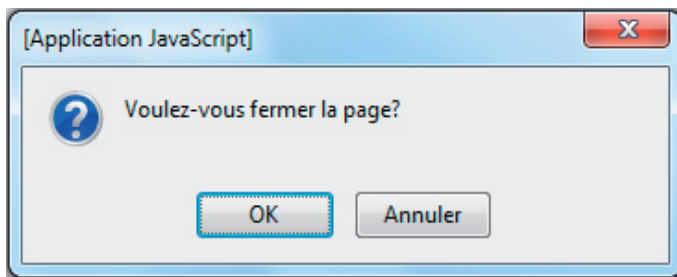 [Application JavaScript]
Voulez-vous fermer la page?
OK
Annuler